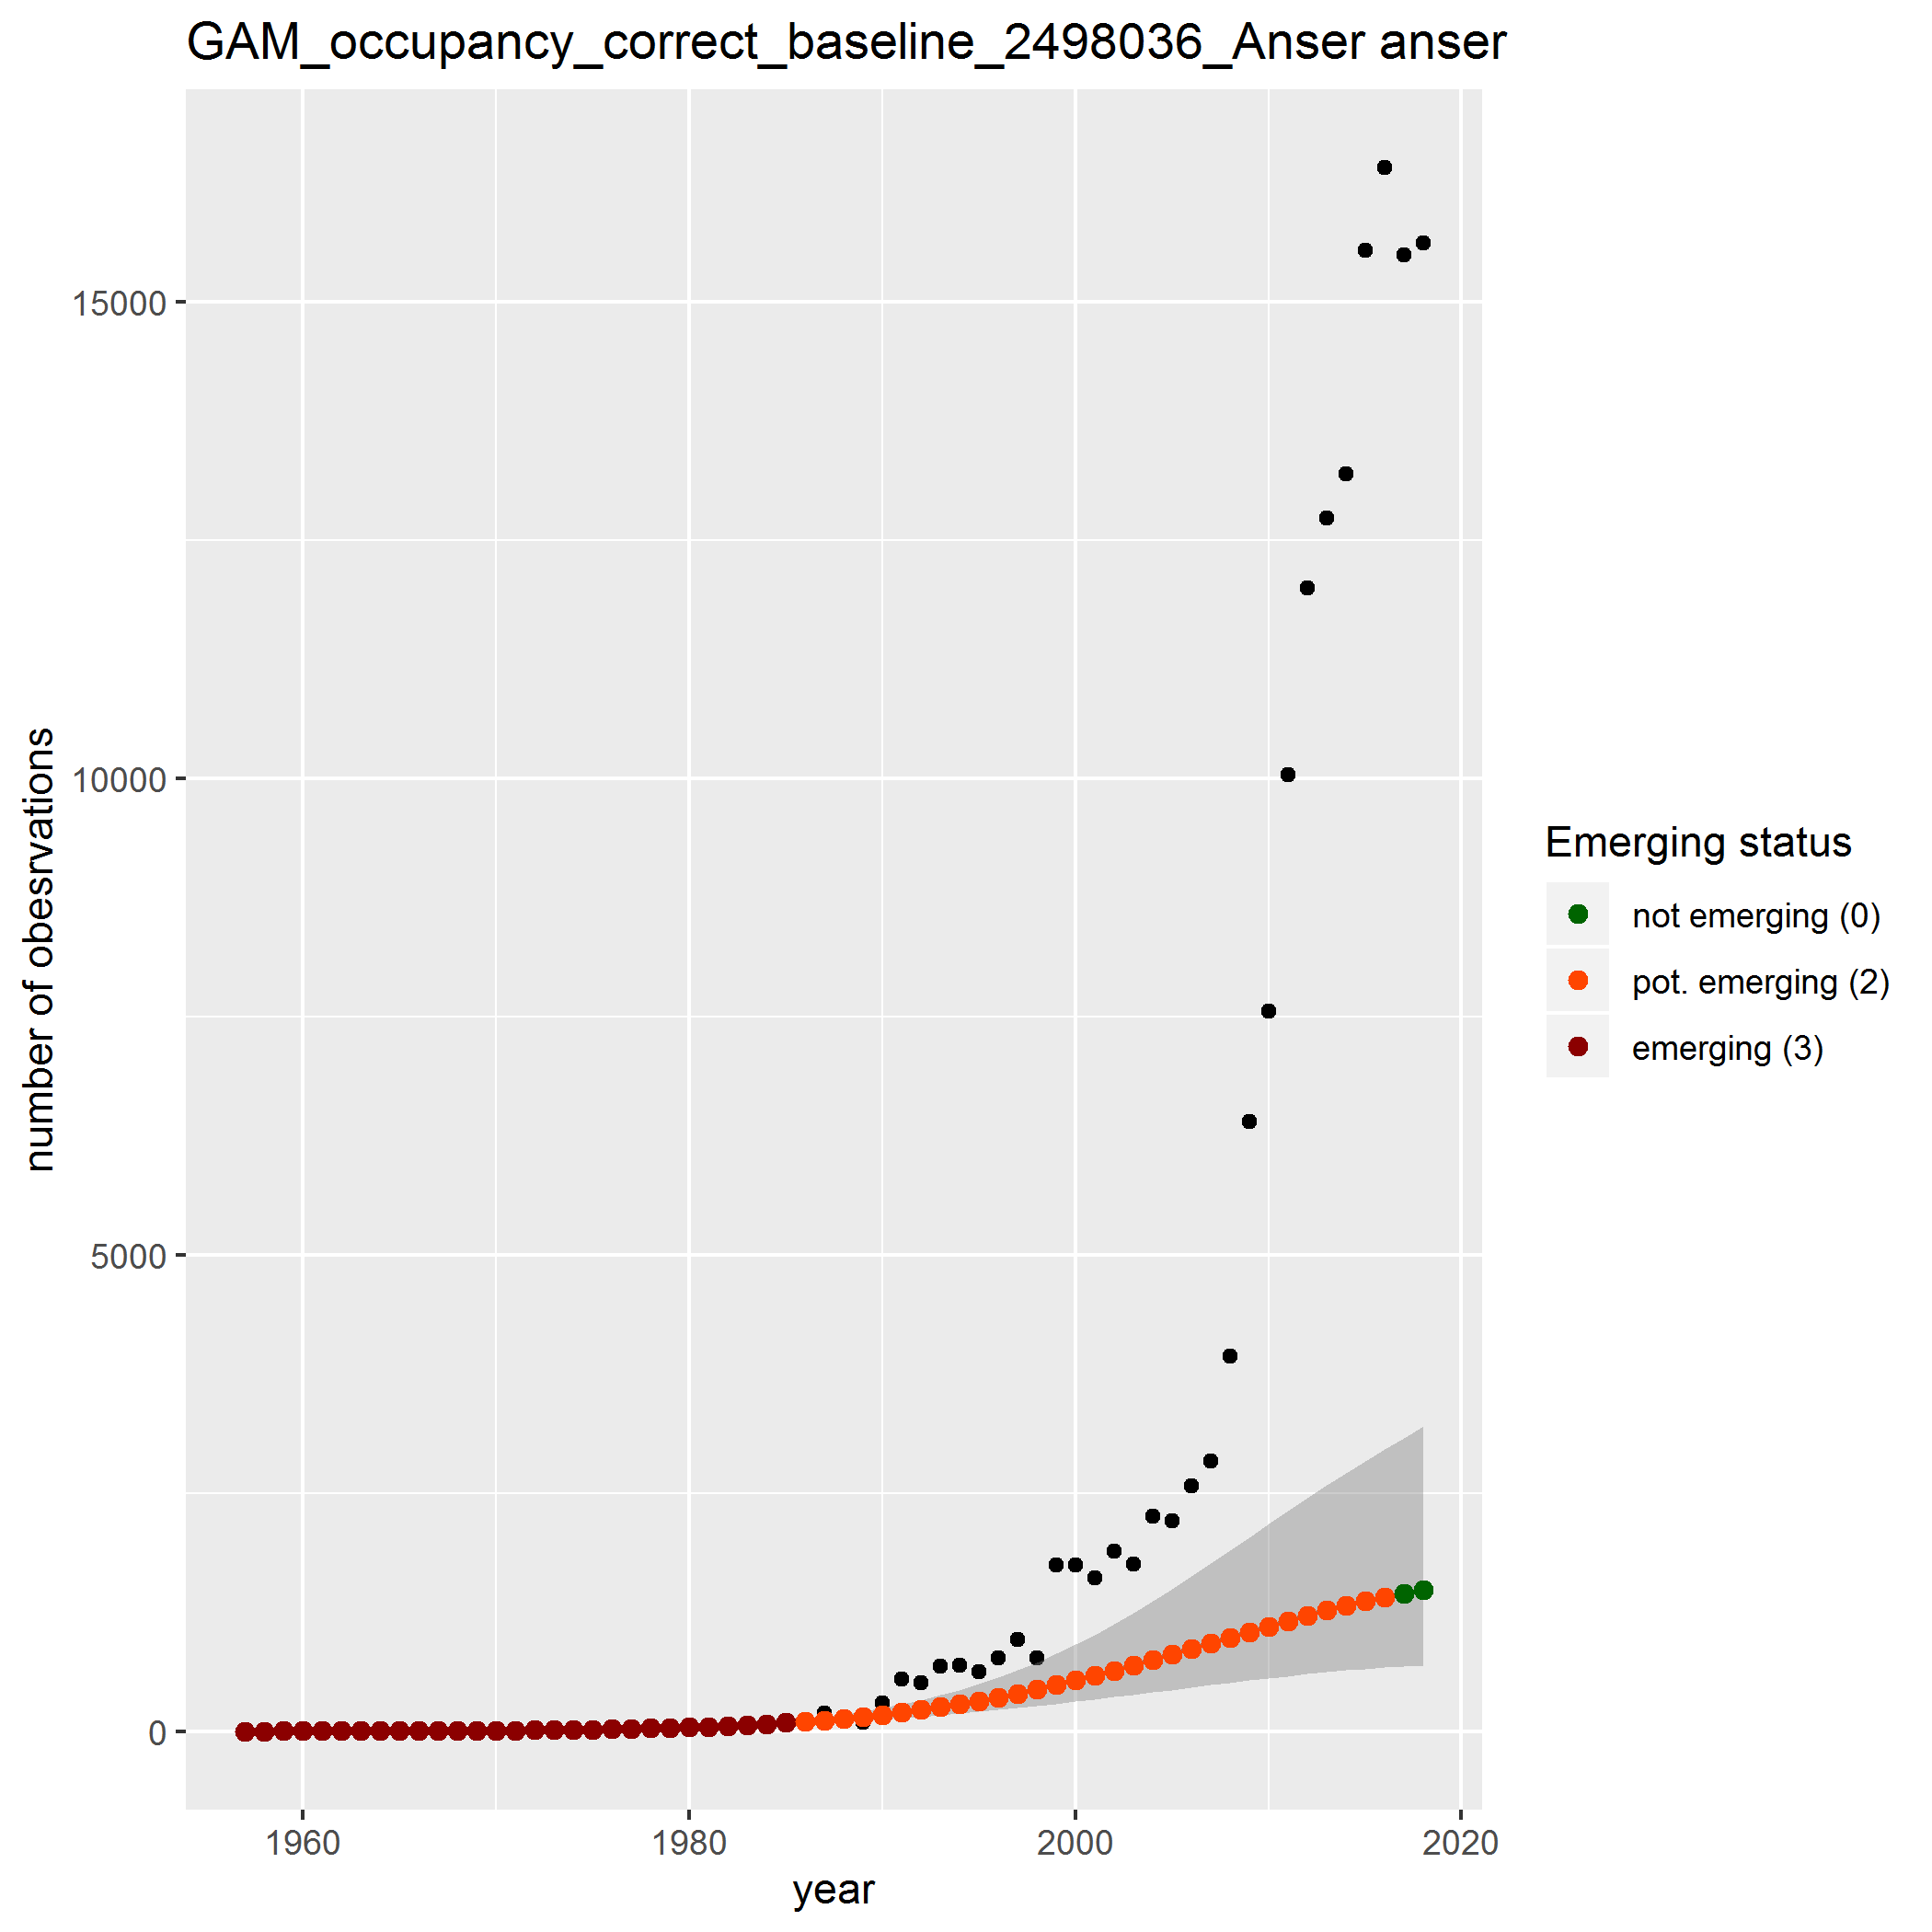 GAM_occupancy_correct_baseline_2498036_Anser anser
number of obesrvations
15000
10000
5000
0
1960
1980
2000
2020
year
Emerging status
not emerging (0)
pot. emerging (2)
emerging (3)